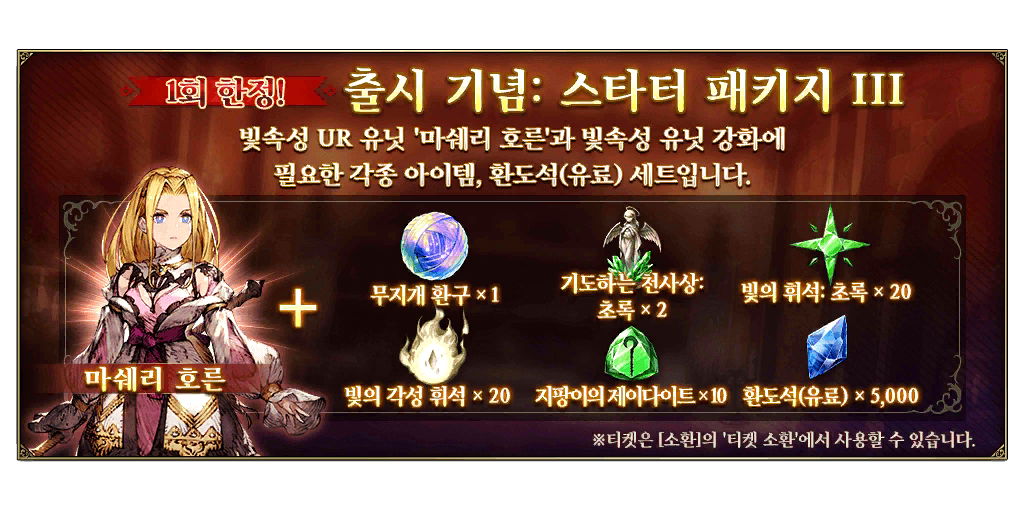 1회 한정!
출시 기념: 스타터 패키지 III
빛속성 UR 유닛 '마쉐리 호른'과 빛속성 유닛 강화에
필요한 각종 아이템, 환도석(유료) 세트입니다.
무지개 환구 × 1
기도하는 천사상:
초록 × 2
빛의 휘석: 초록 × 20
마쉐리 호른
빛의 각성 휘석 × 20
지팡이의 제이다이트 × 10
환도석(유료) × 5,000
※티켓은 [소환]의 '티켓 소환'에서 사용할 수 있습니다.